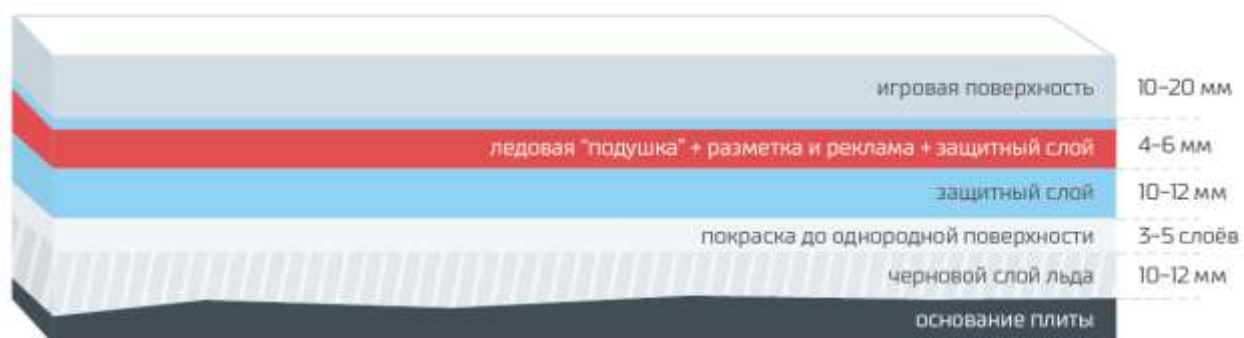 игровая поверхность 10–20 мм
ледовая "подушка" + разметка и реклама + защитный слой 4–6 мм
защитный слой 10–12 мм
покраска до однородной поверхности 3–5 слоёв
черновой слой льда 10–12 мм
основание плиты